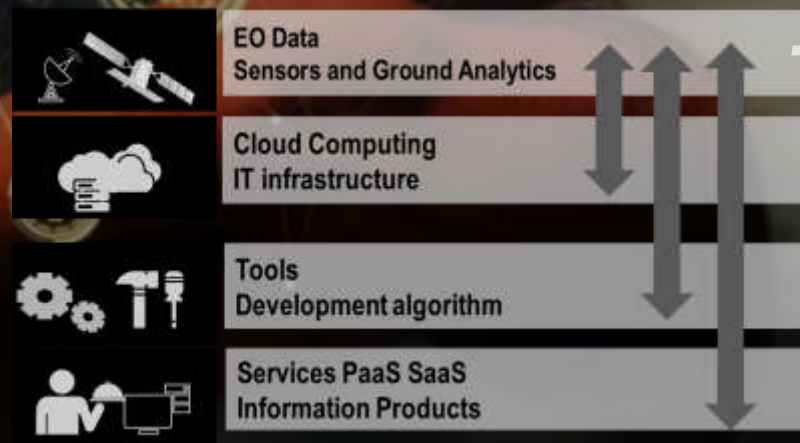 EO Data
Sensors and Ground Analytics
Cloud Computing
IT infrastructure
Tools
Development algorithm
Services PaaS SaaS
Information Products